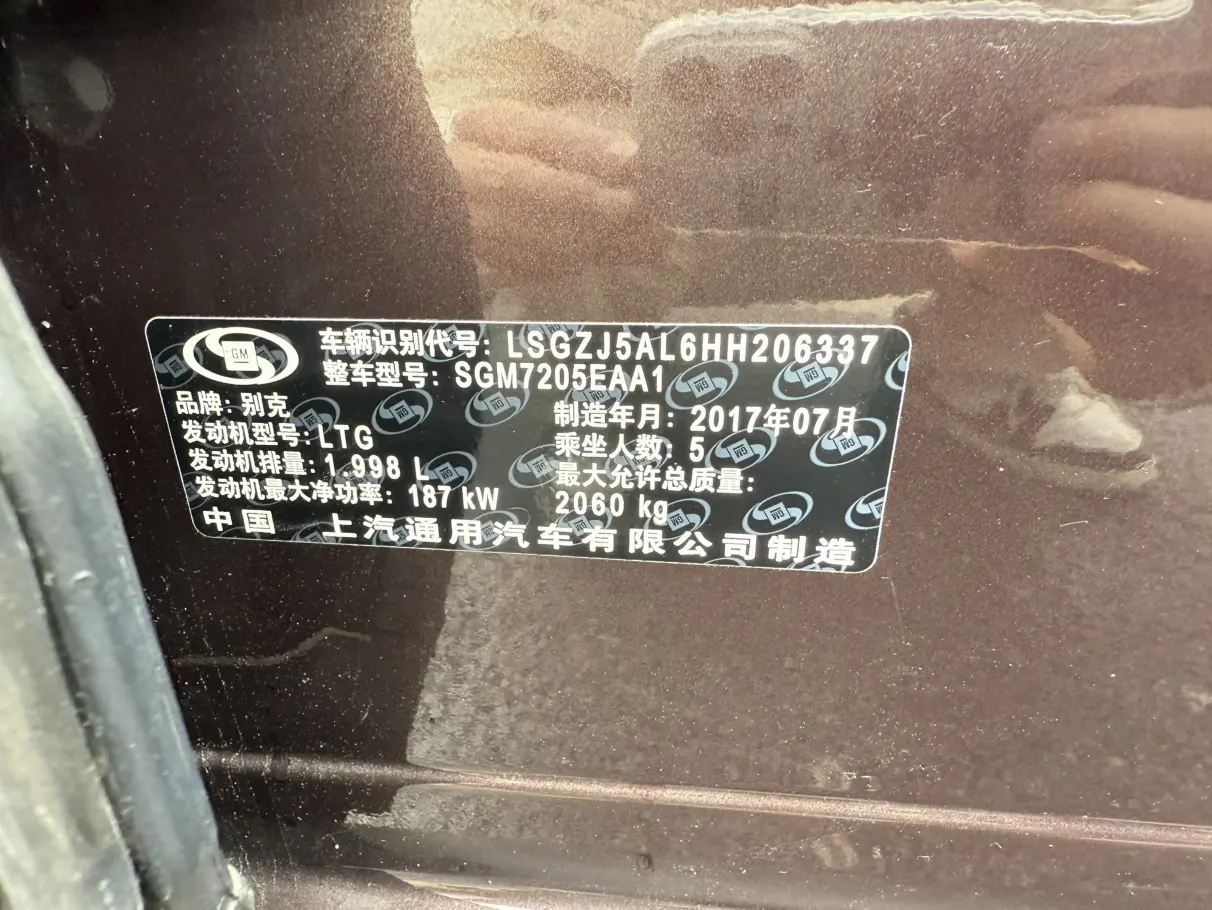 GM
车辆识别代号: LSGZJ5AL6HH206337
整车型号: SGM7205EAA1
品牌: 别克
制造年月: 2017年07月
发动机型号: LTG
乘坐人数: 5
发动机排量: 1.998 L
最大允许总质量:
2060 kg
发动机最大净功率: 187 kW
中国 上汽通用汽车有限公司制造